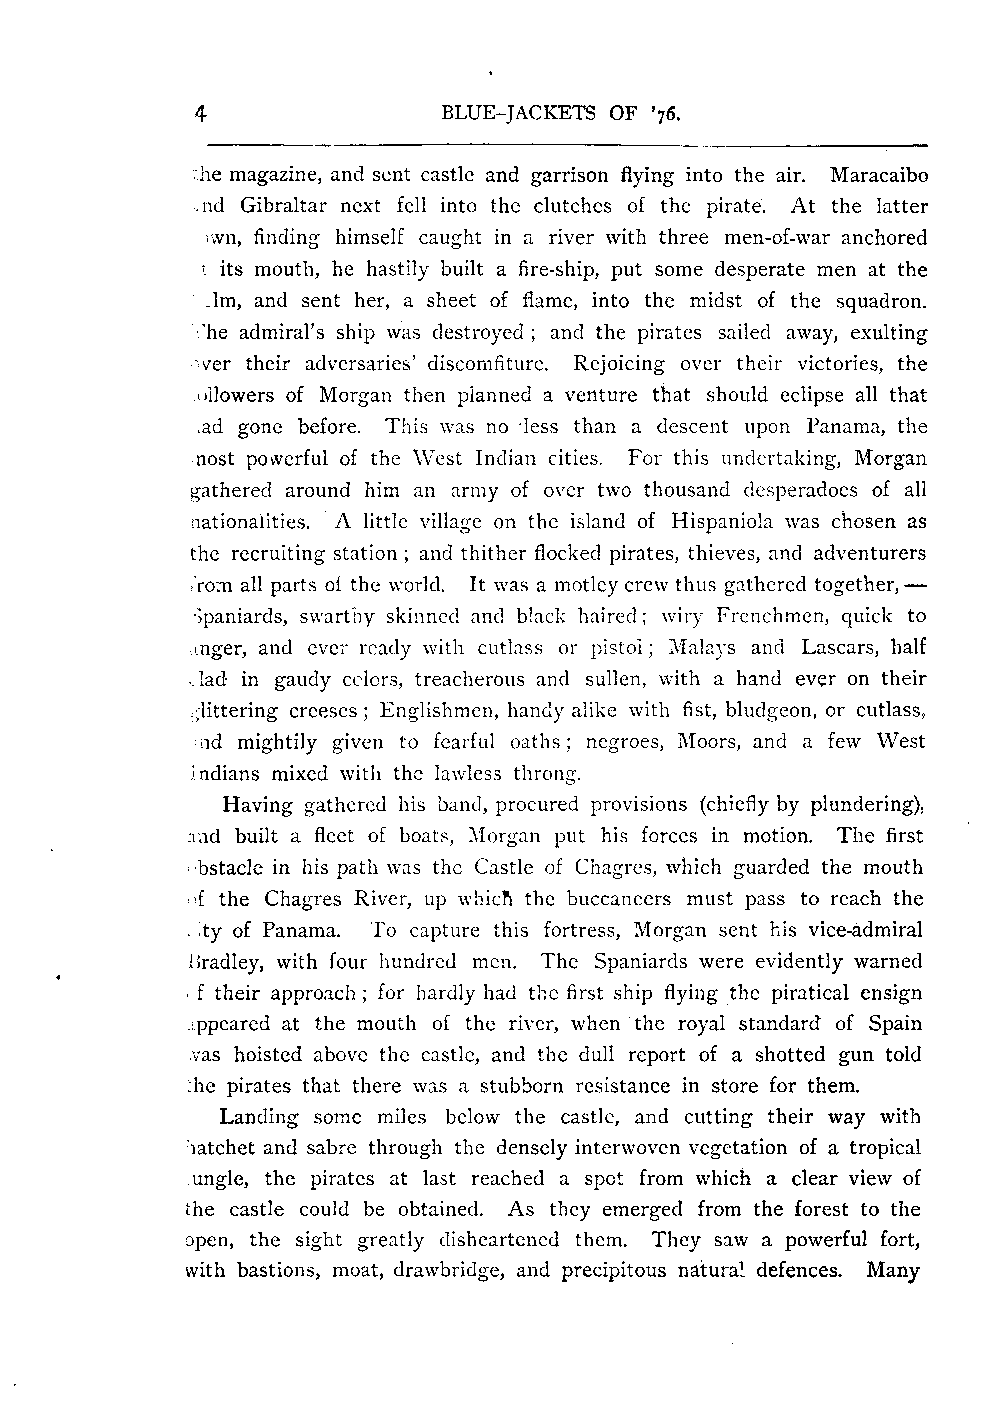 4 BLUE-JACKETS OF '76.
the magazine, and sent castle and garrison flying into the air. Maracaibo
and Gibraltar next fell into the clutches of the pirate. At the latter
town, finding himself caught in a river with three men-of-war anchored
at its mouth, he hastily built a fire-ship, put some desperate men at the
helm, and sent her, a sheet of flame, into the midst of the squadron.
The admiral's ship was destroyed; and the pirates sailed away, exulting
over their adversaries' discomfiture. Rejoicing over their victories, the
followers of Morgan then planned a venture that should eclipse all that
had gone before. This was no less than a descent upon Panama, the
most powerful of the West Indian cities. For this undertaking, Morgan
gathered around him an army of over two thousand desperadoes of all
nationalities. A little village on the island of Hispaniola was chosen as
the recruiting station; and thither flocked pirates, thieves, and adventurers
from all parts of the world. It was a motley crew thus gathered together,—
Spaniards, swarthy skinned and black haired; wiry Frenchmen, quick to
anger, and ever ready with cutlass or pistol; Malays and Lascars, half
clad in gaudy colors, treacherous and sullen, with a hand ever on their
glittering creeses; Englishmen, handy alike with fist, bludgeon, or cutlass,
and mightily given to fearful oaths; negroes, Moors, and a few West
Indians mixed with the lawless throng.
Having gathered his band, procured provisions (chiefly by plundering),
and built a fleet of boats, Morgan put his forces in motion. The first
obstacle in his path was the Castle of Chagres, which guarded the mouth
of the Chagres River, up which the buccaneers must pass to reach the
city of Panama. To capture this fortress, Morgan sent his vice-admiral
Bradley, with four hundred men. The Spaniards were evidently warned
of their approach; for hardly had the first ship flying the piratical ensign
appeared at the mouth of the river, when the royal standard of Spain
was hoisted above the castle, and the dull report of a shotted gun told
the pirates that there was a stubborn resistance in store for them.
Landing some miles below the castle, and cutting their way with
hatchet and sabre through the densely interwoven vegetation of a tropical
jungle, the pirates at last reached a spot from which a clear view of
the castle could be obtained. As they emerged from the forest to the
open, the sight greatly disheartened them. They saw a powerful fort,
with bastions, moat, drawbridge, and precipitous natural defences. Many